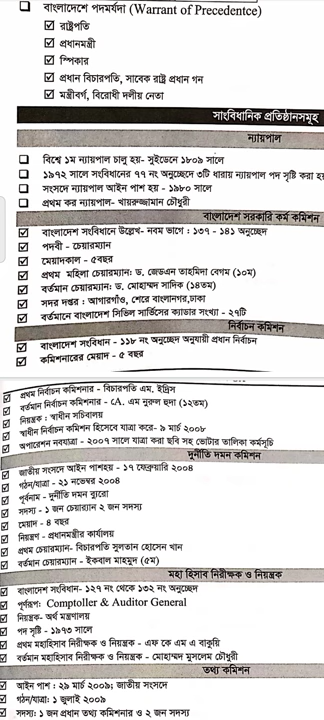 বাংলাদেশে পদমর্যদা (Warrant of Precedentce)
রাষ্ট্রপতি
প্রধানমন্ত্রী
স্পিকার
প্রধান বিচারপতি, সাবেক রাষ্ট্র প্রধান গন
মন্ত্রীবর্গ, বিরোধী দলীয় নেতা
সাংবিধানিক প্রতিষ্ঠানসমূহ
ন্যায়পাল
বিশ্বে ১ম ন্যায়পাল চালু হয়- সুইডেনে ১৮০৯ সালে
১৯৭২ সালে সংবিধানের ৭৭ নং অনুচ্ছেদে ৩টি ধারায় ন্যায়পাল পদ সৃষ্টি করা হয়
সংসদে ন্যায়পাল আইন পাশ হয় - ১৯৮০ সালে
প্রথম কর ন্যায়পাল- খায়রুজ্জামান চৌধুরী
বাংলাদেশ সরকারি কর্ম কমিশন
বাংলাদেশ সংবিধানে উল্লেখ- নবম ভাগে : ১৩৭ - ১৪১ অনুচ্ছেদ
পদবী - চেয়ারম্যান
মেয়াদকাল - ৫বছর
প্রথম মহিলা চেয়ারম্যান: ড. জেডএন তাহমিদা বেগম (১০ম)
বর্তমান চেয়ারম্যান: ড. মোহাম্মদ সাদিক (১৪তম)
সদর দপ্তর : আগারগাঁও, শেরে বাংলানগর,ঢাকা
বর্তমানে বাংলাদেশ সিভিল সার্ভিসের ক্যাডার সংখ্যা - ২৭টি
নির্বাচন কমিশন
বাংলাদেশ সংবিধান - ১১৮ নং অনুচ্ছেদ অনুযায়ী প্রধান নির্বাচন
কমিশনারের মেয়াদ - ৫ বছর
প্রথম নির্বাচন কমিশনার - বিচারপতি এম. ইদ্রিস
বর্তমান নির্বাচন কমিশনার - কে. এম নুরুল হুদা (১২তম)
নিয়ন্ত্রক : স্বাধীন সচিবালয়
স্বাধীন নির্বাচন কমিশন হিসেবে যাত্রা করে- ৯ মার্চ ২০০৮
অপারেশন নবযাত্রা - ২০০৭ সালে যাত্রা করা ছবি সহ ভোটার তালিকা কর্মসূচি
দুর্নীতি দমন কমিশন
জাতীয় সংসদে আইন পাশহয় - ১৭ ফেব্রুয়ারি ২০০৪
গঠন/যাত্রা - ২১ নভেম্বর ২০০৪
পূর্বনাম - দুর্নীতি দমন ব্যুরো
সদস্য - ১ জন চেয়ারম্যান ২ জন সদস্য
মেয়াদ - ৪ বছর
নিয়ন্ত্রণ - প্রধানমন্ত্রীর কার্যালয়
প্রথম চেয়ারম্যান- বিচারপতি সুলতান হোসেন খান
বর্তমান চেয়ারম্যান - ইকবাল মাহমুদ (৫ম)
মহা হিসাব নিরীক্ষক ও নিয়ন্ত্রক
বাংলাদেশ সংবিধান- ১২৭ নং থেকে ১৩২ নং অনুচ্ছেদ
পূর্ণরূপ: Comptoller & Auditor General
নিয়ন্ত্রক- অর্থ মন্ত্রণালয়
পদ সৃষ্টি - ১৯৭৩ সালে
প্রথম মহাহিসাব নিরীক্ষক ও নিয়ন্ত্রক - এফ কে এম এ বাকুয়ি
বর্তমান মহাহিসাব নিরীক্ষক ও নিয়ন্ত্রক - মোহাম্মদ মুসলেম চৌধুরী
তথ্য কমিশন
আইন পাশ : ২৯ মার্চ ২০০৯; জাতীয় সংসদে
গঠন/যাত্রা: ১ জুলাই ২০০৯
সদস্য: ১ জন প্রধান তথ্য কমিশনার ও ২ জন সদস্য